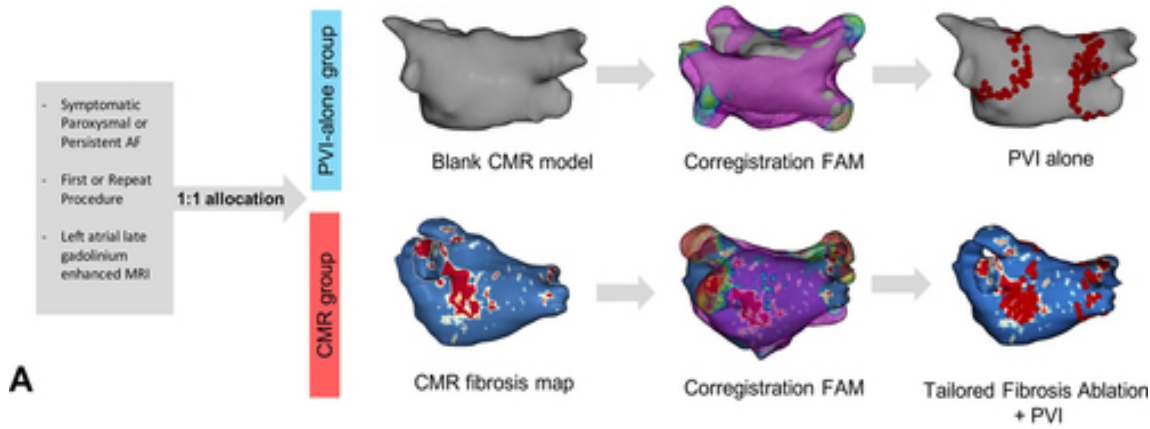 - Symptomatic
Paroxysmal or
Persistent AF
- First or Repeat
Procedure
- Left atrial late
gadolinium
enhanced MRI
1:1 allocation
PVI-alone group
Blank CMR model
Corregistration FAM
PVI alone
CMR group
CMR fibrosis map
Corregistration FAM
Tailored Fibrosis Ablation
+ PVI
A